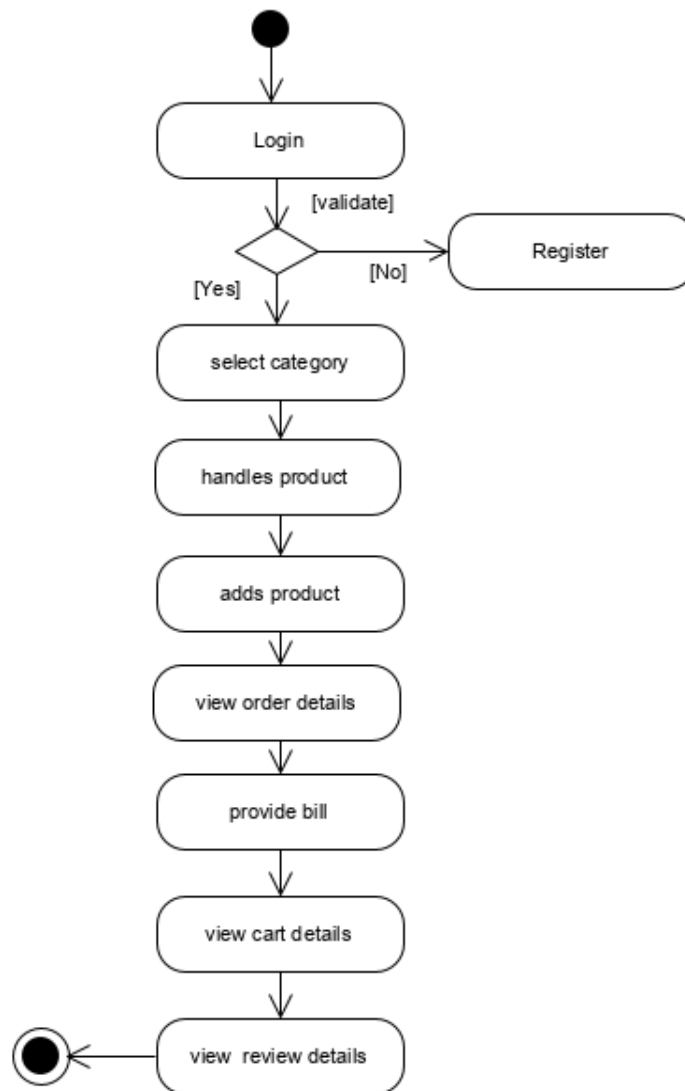 Login
[validate]
Register
[No]
[Yes]
select category
handles product
adds product
view order details
provide bill
view cart details
view review details